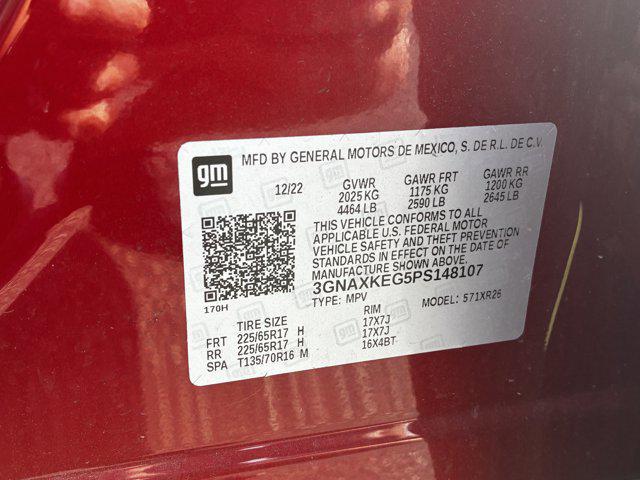 gm MFD BY GENERAL MOTORS DE MEXICO, S. DE R.L. DE C.V.
12/22 GVWR GAWR FRT GAWR RR
2025 KG 1175 KG 1200 KG
4464 LB 2590 LB 2645 LB
THIS VEHICLE CONFORMS TO ALL
APPLICABLE U.S. FEDERAL MOTOR
VEHICLE SAFETY AND THEFT PREVENTION
STANDARDS IN EFFECT ON THE DATE OF
MANUFACTURE SHOWN ABOVE.
170H 3GNAXKEG5PS148107
TYPE: MPV MODEL: 571XR26
TIRE SIZE RIM
FRT 225/65R17 H 17X7J
RR 225/65R17 H 17X7J
SPA T135/70R16 M 16X4BT